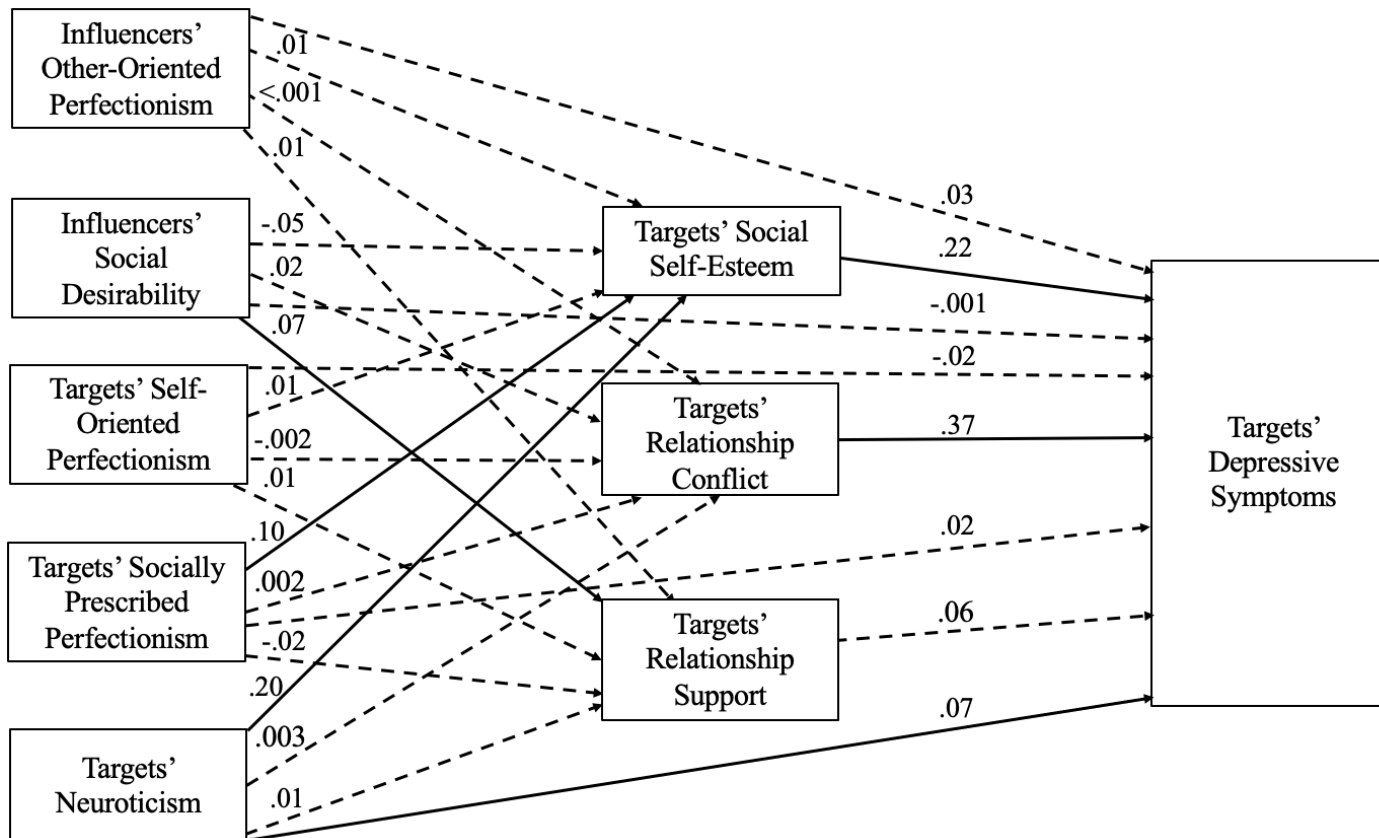 Influencers’
Other-Oriented
Perfectionism
.01
<.001
.01
Influencers’
Social
Desirability
-.05
.02
.07
Targets’ Self-
Oriented
Perfectionism
.01
-.002
.01
Targets’ Socially
Prescribed
Perfectionism
.10
.002
-.02
Targets’
Neuroticism
.20
.003
.01
Targets’ Social
Self-Esteem
Targets’
Relationship
Conflict
Targets’
Relationship
Support
.03
.22
-.001
-.02
.37
.02
.06
.07
Targets’
Depressive
Symptoms